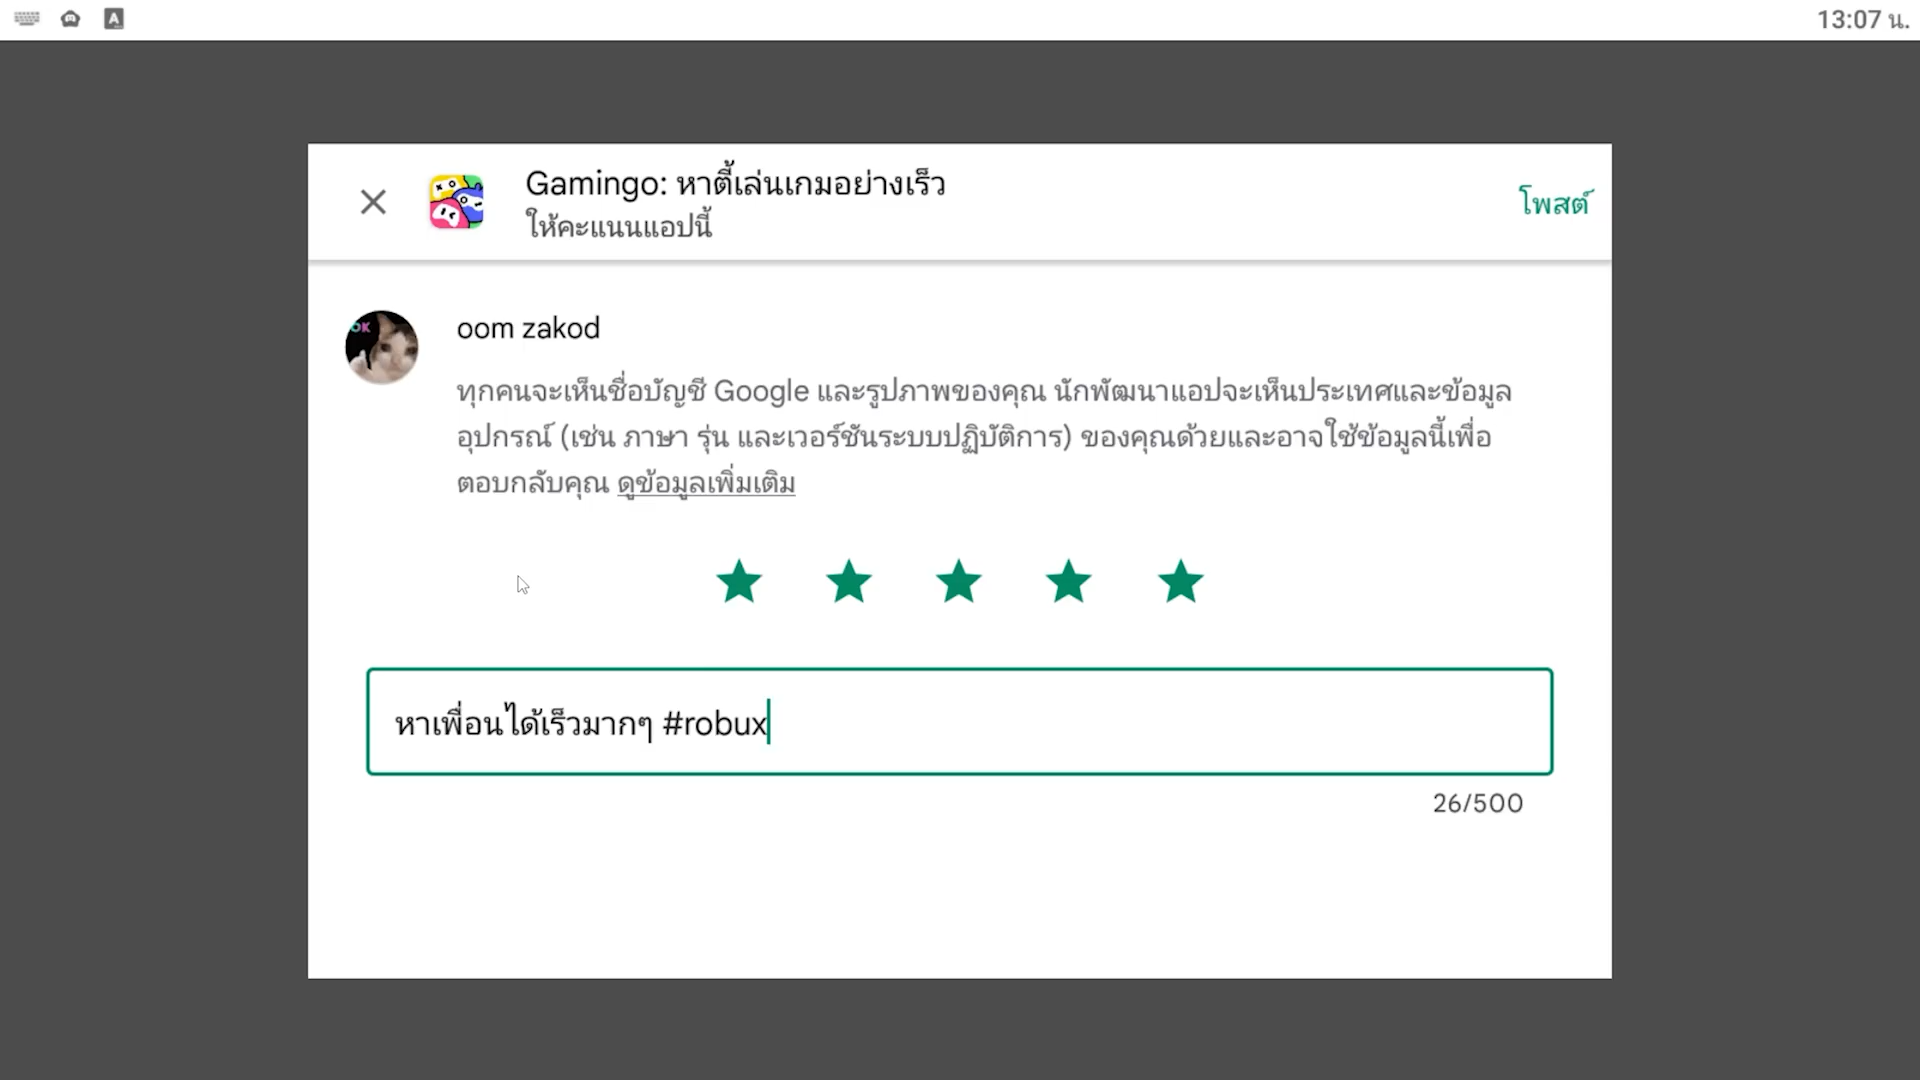 A
13:07 น.
Gamingo: หาตี้เล่นเกมอย่างเร็ว
ให้คะแนนแอปนี้
โพสต์
OK
oom zakod
ทุกคนจะเห็นชื่อบัญชี Google และรูปภาพของคุณ นักพัฒนาแอปจะเห็นประเทศและข้อมูล
อุปกรณ์ (เช่น ภาษา รุ่น และเวอร์ชันระบบปฏิบัติการ) ของคุณด้วยและอาจใช้ข้อมูลนี้เพื่อ
ตอบกลับคุณ ดูข้อมูลเพิ่มเติม
หาเพื่อนได้เร็วมากๆ #robux
26/500